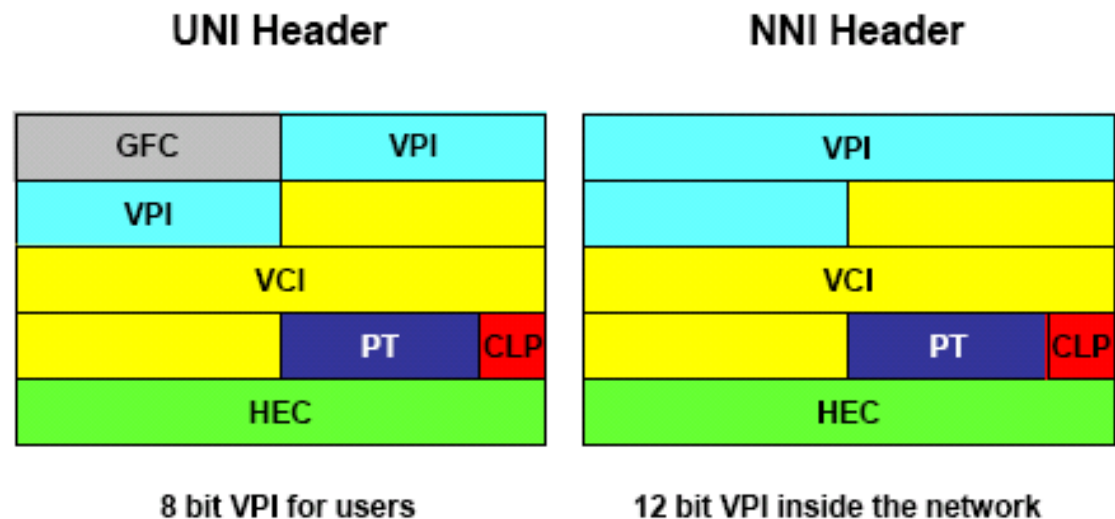 UNI Header
NNI Header
GFC VPI
VPI
VPI
VCI
VCI
PT CLP
PT CLP
HEC
HEC
8 bit VPI for users
12 bit VPI inside the network